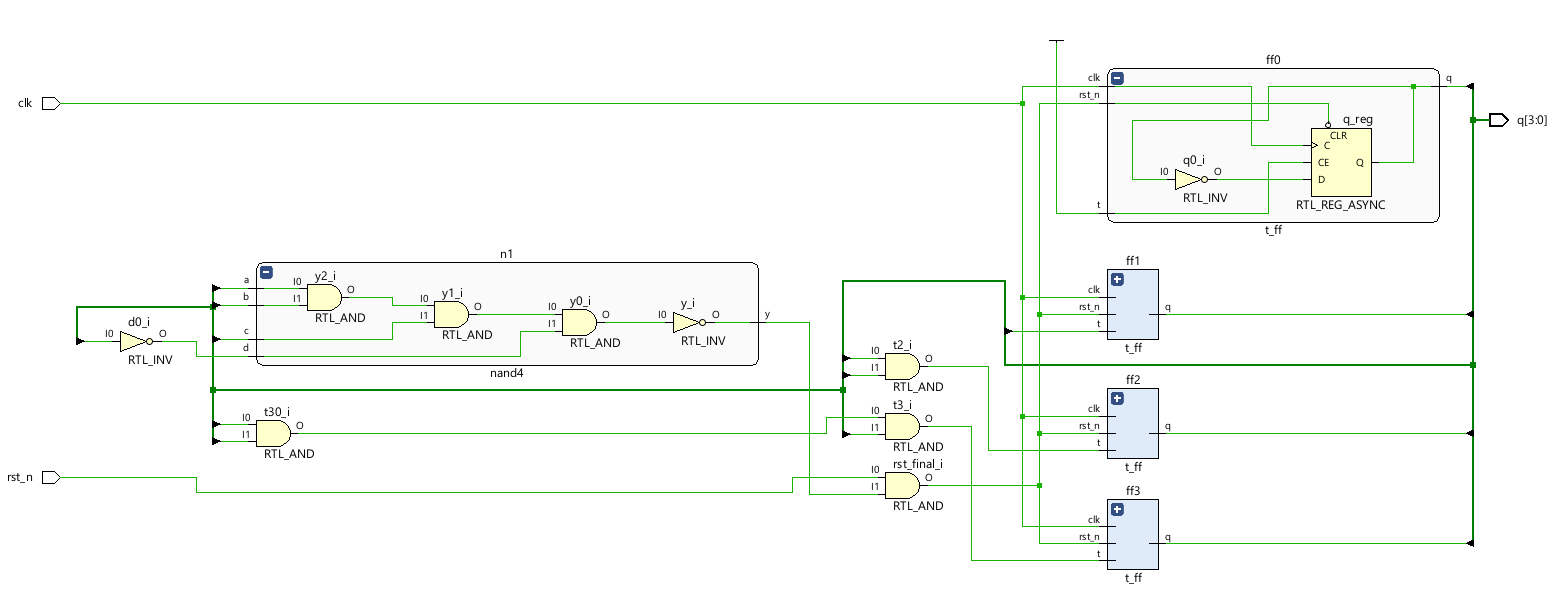 clk
rst_n
d0_i
I0
O
RTL_INV
n1
a
b
c
d
y2_i
I0
I1
O
RTL_AND
y1_i
I0
I1
O
RTL_AND
y0_i
I0
I1
O
RTL_AND
y_i
I0
O
RTL_INV
y
nand4
t30_i
I0
I1
O
RTL_AND
t2_i
I0
I1
O
RTL_AND
t3_i
I0
I1
O
RTL_AND
rst_final_i
I0
I1
O
RTL_AND
ff0
clk
rst_n
t
q0_i
I0
O
RTL_INV
q_reg
CLR
C
CE
D
Q
RTL_REG_ASYNC
q
t_ff
ff1
clk
rst_n
t
q
t_ff
ff2
clk
rst_n
t
q
t_ff
ff3
clk
rst_n
t
q
t_ff
q[3:0]